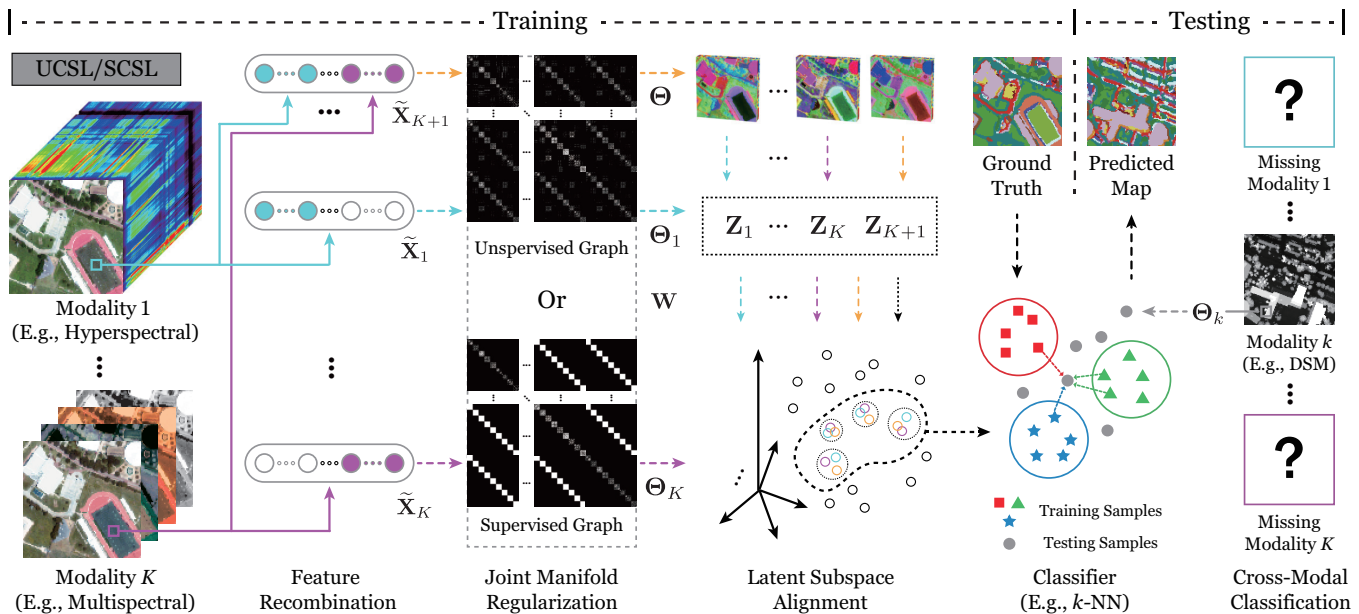 Training
Testing
UCSL/SCSL
Modality 1
(E.g., Hyperspectral)
Modality K
(E.g., Multispectral)
X̃K+1
X̃1
X̃K
Feature
Recombination
Unspervised Graph
Or
Supervised Graph
Joint Manifold
Regularization
Θ
Θ1
W
ΘK
Z1 ... ZK ZK+1
Latent Subspace
Alignment
Ground
Truth
Predicted
Map
Training Samples
Testing Samples
Classifier
(E.g., k-NN)
Θk
?
Missing
Modality 1
Modality k
(E.g., DSM)
?
Missing
Modality K
Cross-Modal
Classification